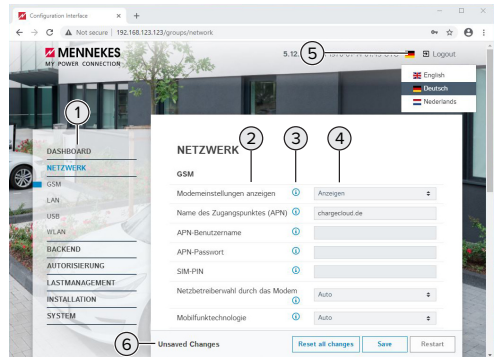 Configuration Interface
Not secure | 192.168.123.123/groups/network
MENNEKES
MY POWER CONNECTION
5.12.
5
Logout
English
Deutsch
Nederlands
1
DASHBOARD
NETZWERK
GSM
LAN
USB
WLAN
BACKEND
AUTORISIERUNG
LASTMANAGEMENT
INSTALLATION
SYSTEM
NETZWERK
2
3
4
GSM
Modemeinstellungen anzeigen
Anzeigen
Name des Zugangspunktes (APN)
chargecloud.de
APN-Benutzername
APN-Passwort
SIM-PIN
Netzbetreiberwahl durch das Modem
Auto
Mobilfunktechnologie
Auto
6
Unsaved Changes
Reset all changes
Save
Restart